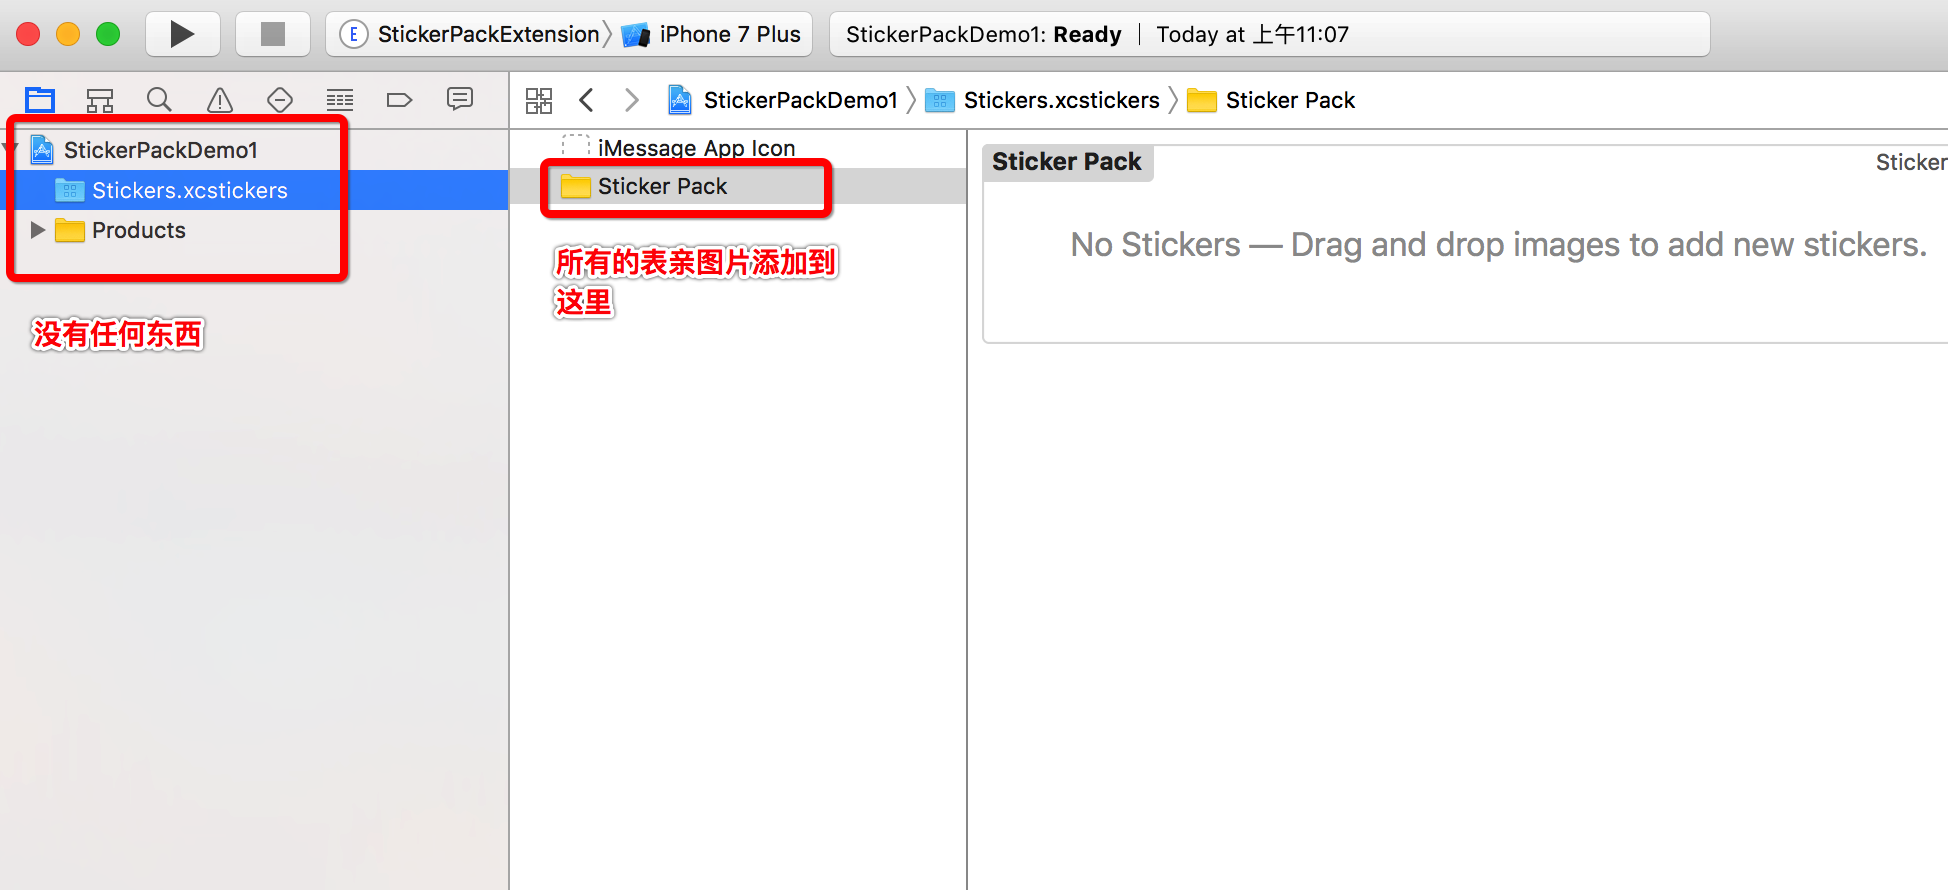 E StickerPackExtension iPhone 7 Plus
StickerPackDemo1: Ready Today at 上午11:07
StickerPackDemo1 Stickers.xcstickers Sticker Pack
StickerPackDemo1
Stickers.xcstickers
Products
没有任何东西
iMessage App Icon
Sticker Pack
所有的表亲图片添加到
这里
Sticker Pack Sticker
No Stickers — Drag and drop images to add new stickers.